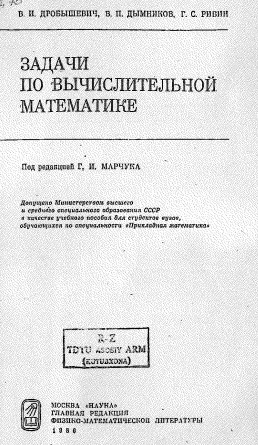 В. И. ДРОБЫШЕВИЧ, В. П. ДЫМНИКОВ, Г. С. РИВИН
ЗАДАЧИ
ПО ВЫЧИСЛИТЕЛЬНОЙ
МАТЕМАТИКЕ
Под редакцией Г. И. МАРЧУКА
Допущено Министерством высшего
и среднего специального образования СССР
в качестве учебного пособия для студентов вузов,
обучающихся по специальности «Прикладная математика»
R-Z
TDYU ASOSIY ARM
(KUTUBXONA)
МОСКВА «НАУКА»
ГЛАВНАЯ РЕДАКЦИЯ
ФИЗИКО-МАТЕМАТИЧЕСКОЙ ЛИТЕРАТУРЫ
1980